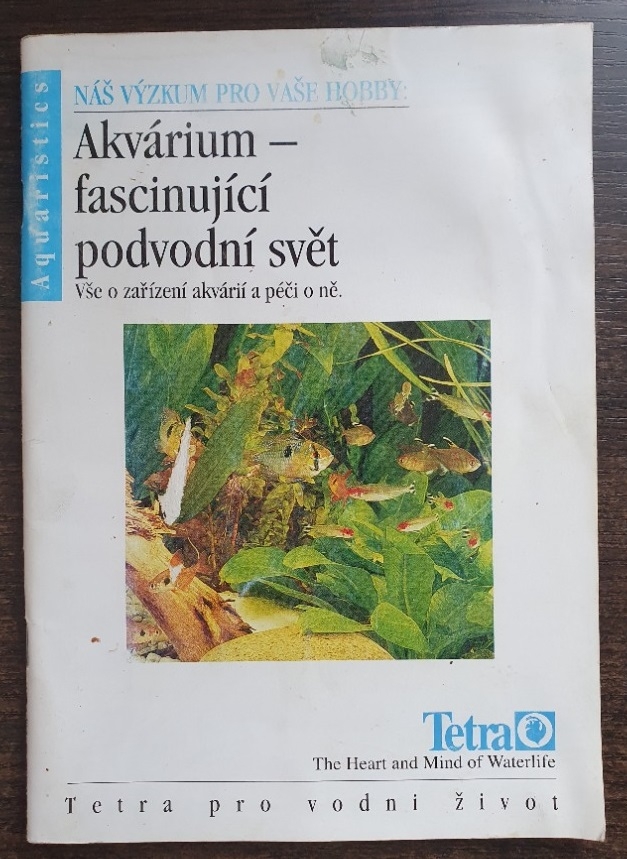 Aquaristics
NÁŠ VÝZKUM PRO VAŠE HOBBY:
Akvárium –
fascinující
podvodní svět
Vše o zařízení akvárií a péči o ně.
Tetra
The Heart and Mind of Waterlife
Tetra pro vodni život